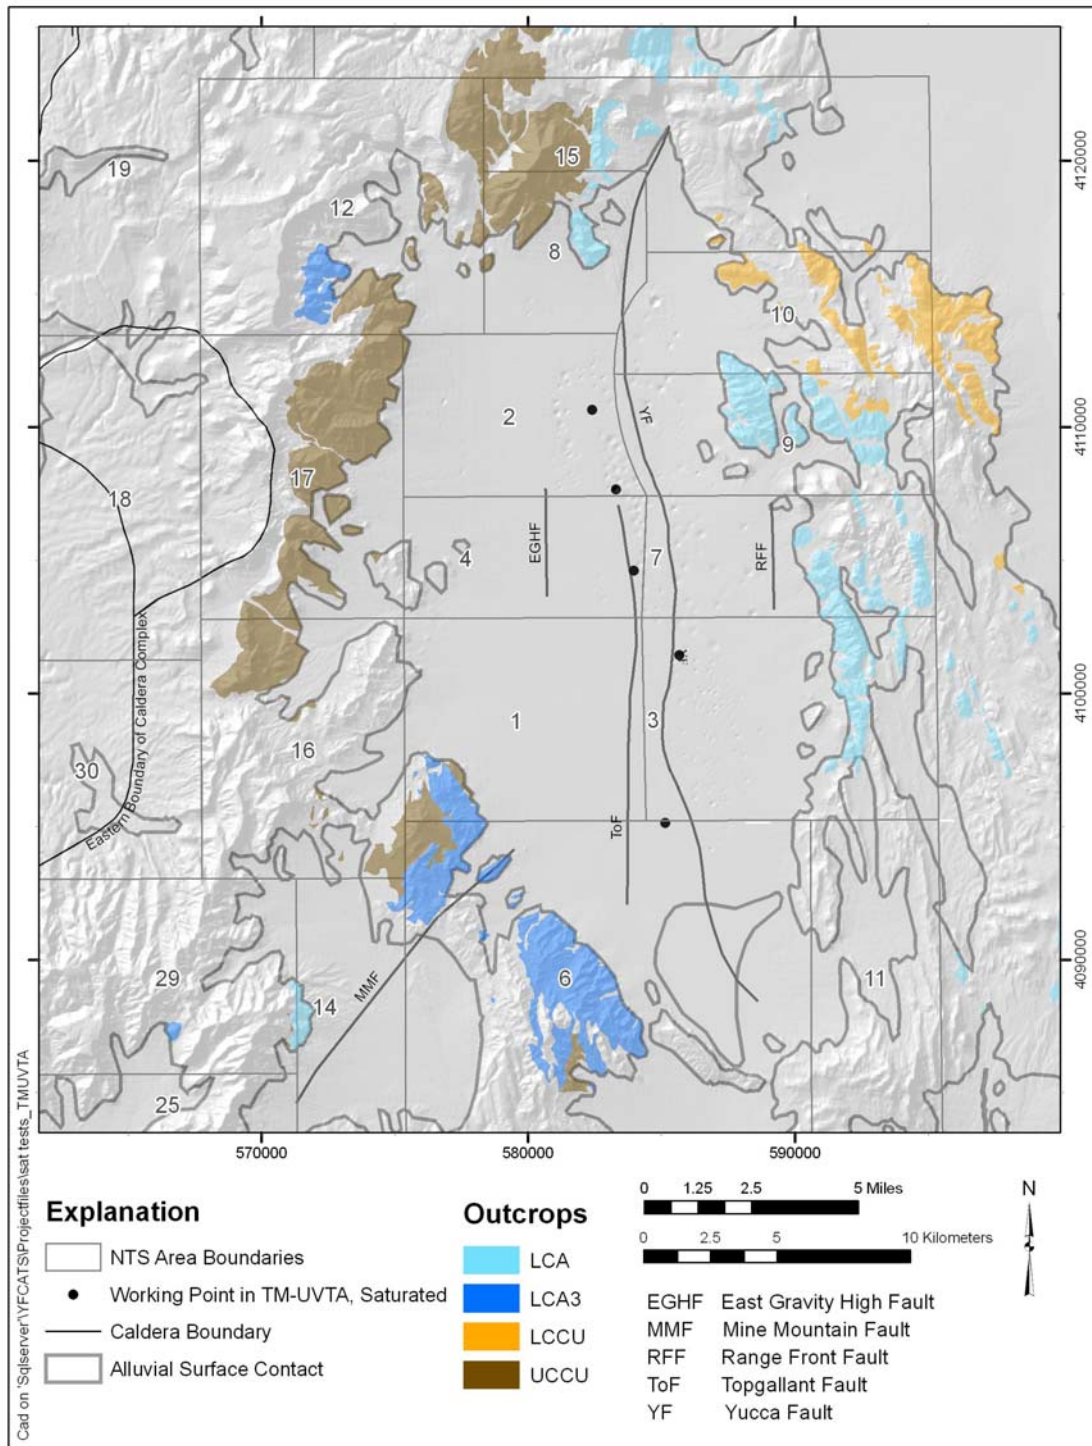 19
12
15
8
10
2
YF
9
17
18
EGHF
4
7
RFF
1
3
16
30
Eastern Boundary of Caldera Complex
ToF
29
14
MMF
6
11
25
4120000
4110000
4100000
4090000
570000
580000
590000
Cad on 'Sqlserver'\YFCATS\Projectfiles\sat tests_TMUVTA
Explanation
NTS Area Boundaries
Working Point in TM-UVTA, Saturated
Caldera Boundary
Alluvial Surface Contact
Outcrops
LCA
LCA3
LCCU
UCCU
0 1.25 2.5 5 Miles
0 2.5 5 10 Kilometers
N
EGHF East Gravity High Fault
MMF Mine Mountain Fault
RFF Range Front Fault
ToF Topgallant Fault
YF Yucca Fault